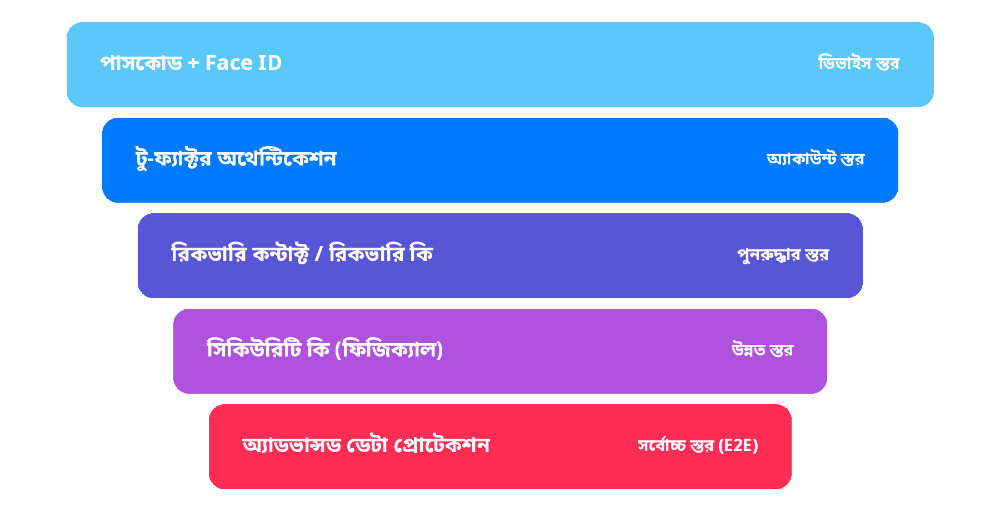 পাসকোড + Face ID ডিভাইস স্তর
টু-ফ্যাক্টর অথেন্টিকেশন অ্যাকাউন্ট স্তর
রিকভারি কন্টাক্ট / রিকভারি কি পুনরুদ্ধার স্তর
সিকিউরিটি কি (ফিজিক্যাল) উন্নত স্তর
অ্যাডভান্সড ডেটা প্রোটেকশন সর্বোচ্চ স্তর (E2E)